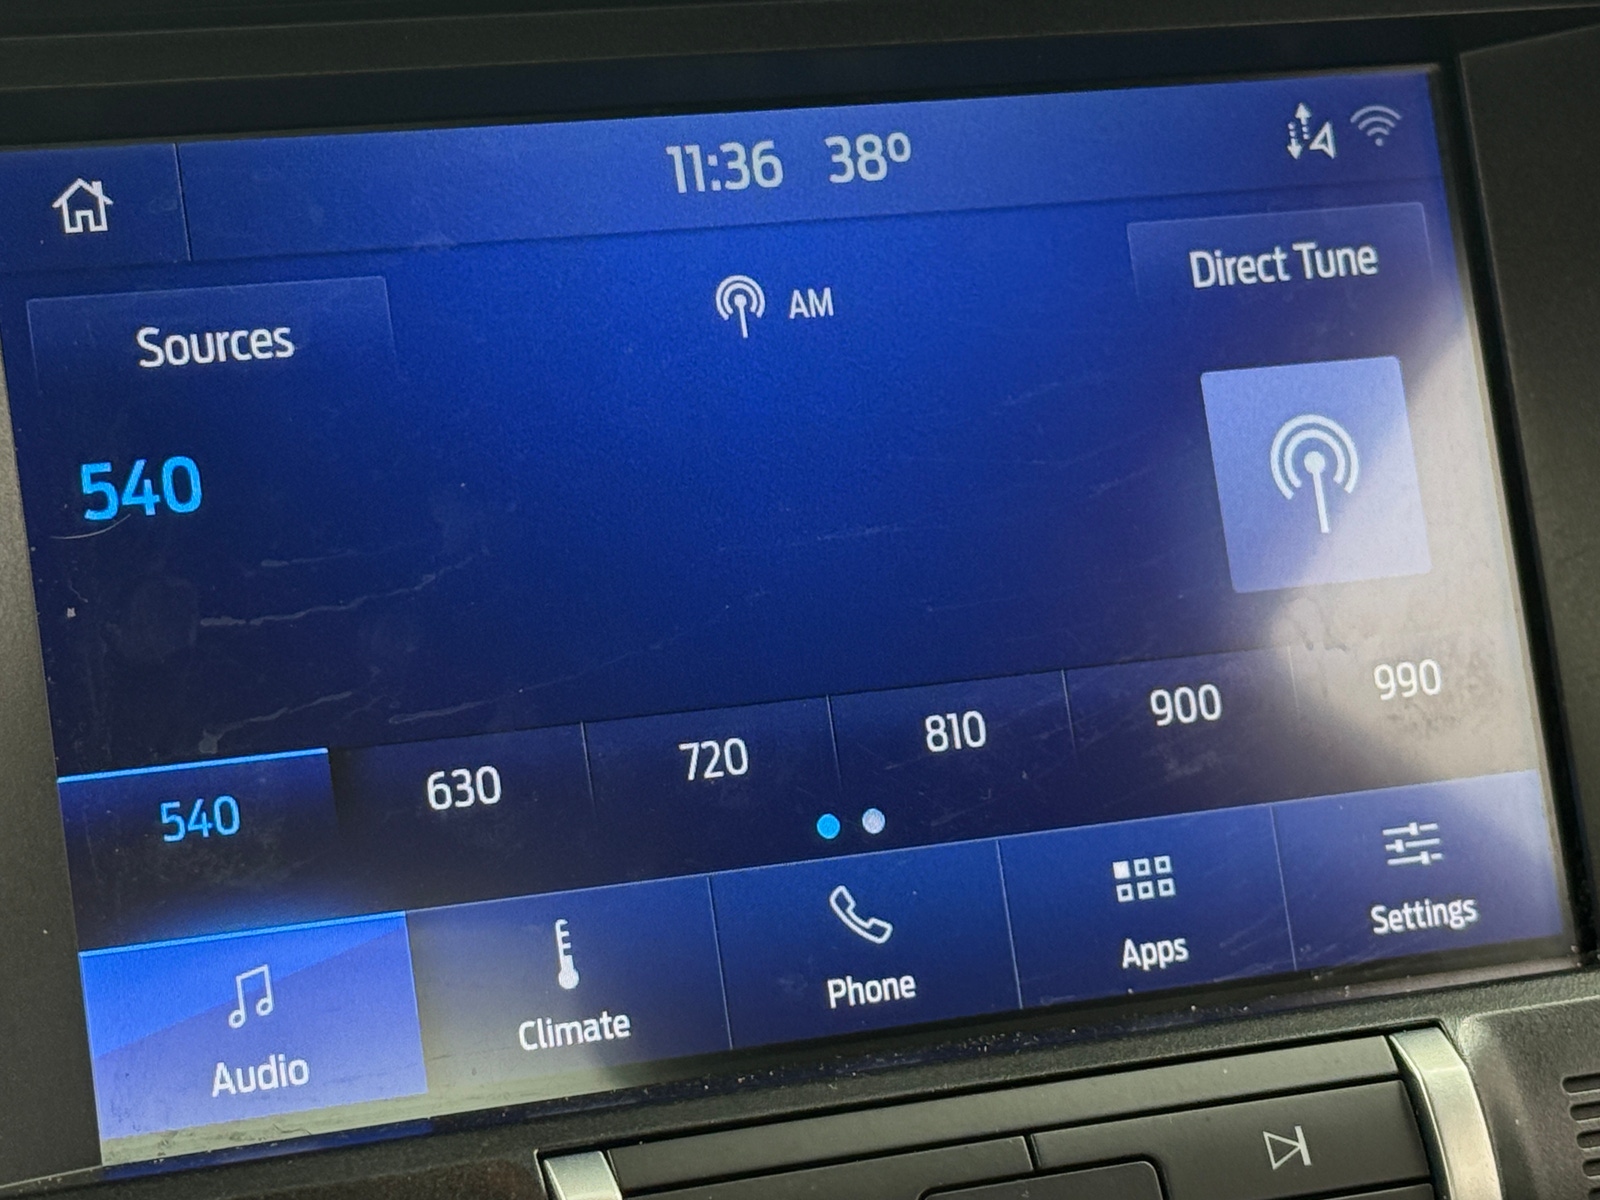 11:36 38°
Direct Tune
AM
Sources
540
540 630 720 810 900 990
Audio Climate Phone Apps Settings